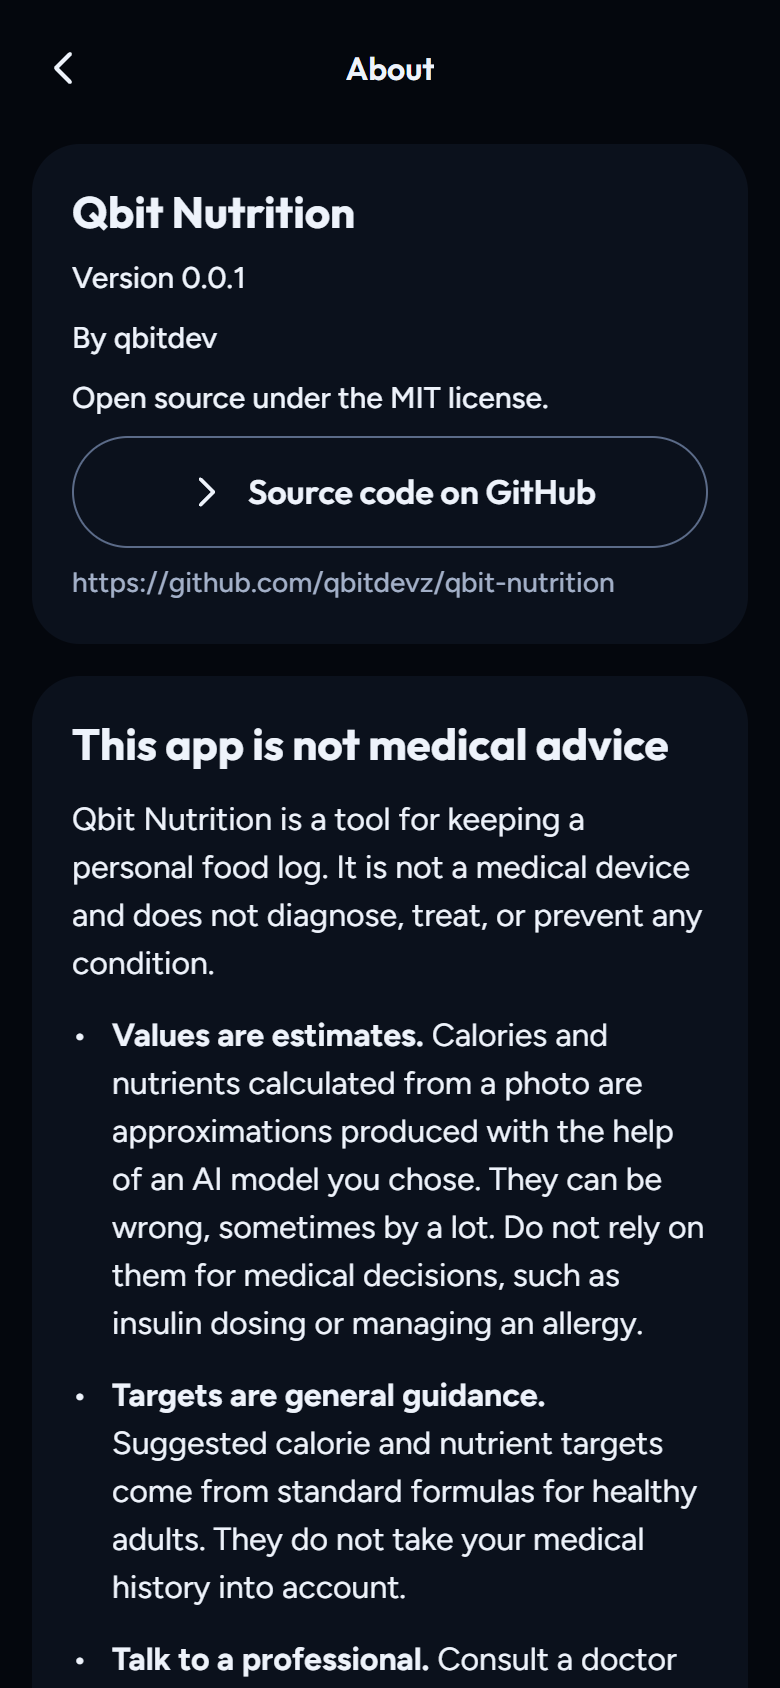 About
Qbit Nutrition
Version 0.0.1
By qbitdev
Open source under the MIT license.
Source code on GitHub
https://github.com/qbitdevz/qbit-nutrition
This app is not medical advice
Qbit Nutrition is a tool for keeping a
personal food log. It is not a medical device
and does not diagnose, treat, or prevent any
condition.
• Values are estimates. Calories and
nutrients calculated from a photo are
approximations produced with the help
of an AI model you chose. They can be
wrong, sometimes by a lot. Do not rely on
them for medical decisions, such as
insulin dosing or managing an allergy.
• Targets are general guidance.
Suggested calorie and nutrient targets
come from standard formulas for healthy
adults. They do not take your medical
history into account.
• Talk to a professional. Consult a doctor